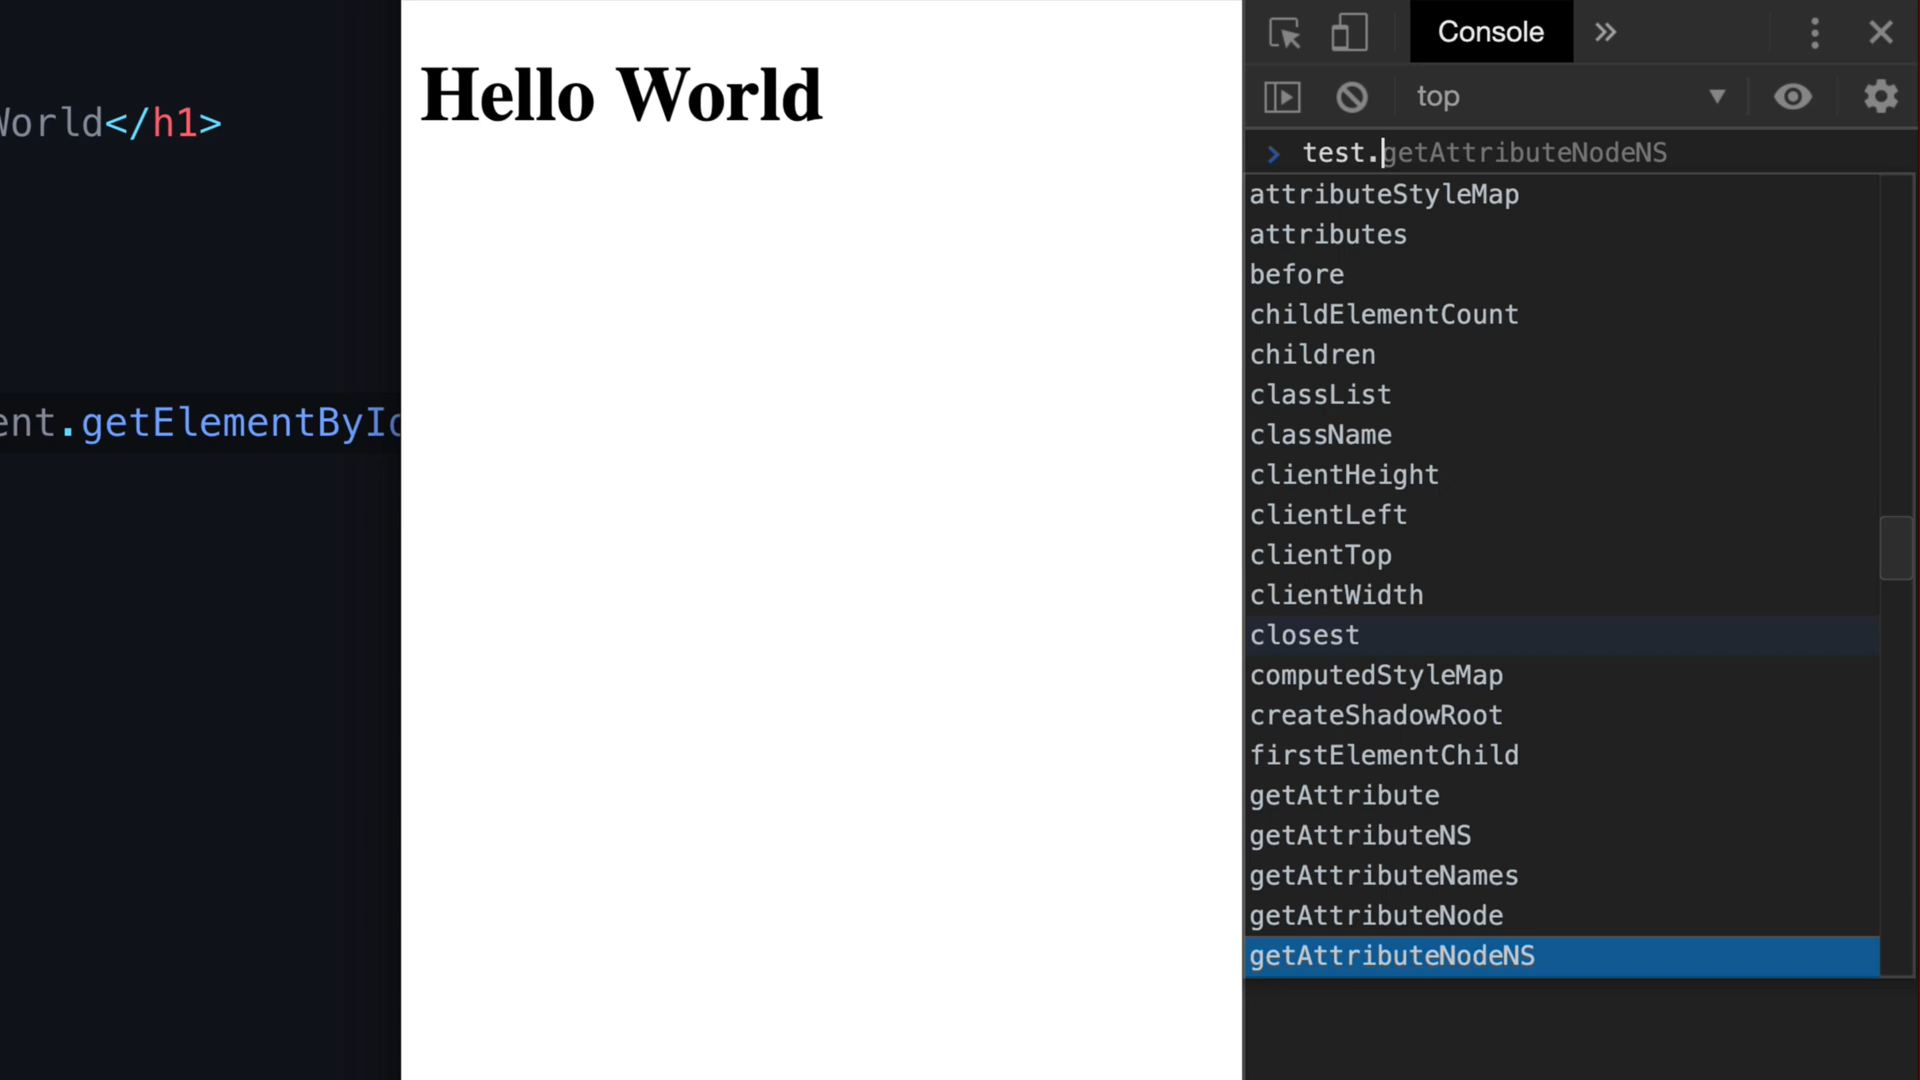 World</h1>
ent.getElementById
Hello World
Console
top
test.getAttributeNodeNS
attributeStyleMap
attributes
before
childElementCount
children
classList
className
clientHeight
clientLeft
clientTop
clientWidth
closest
computedStyleMap
createShadowRoot
firstElementChild
getAttribute
getAttributeNS
getAttributeNames
getAttributeNode
getAttributeNodeNS